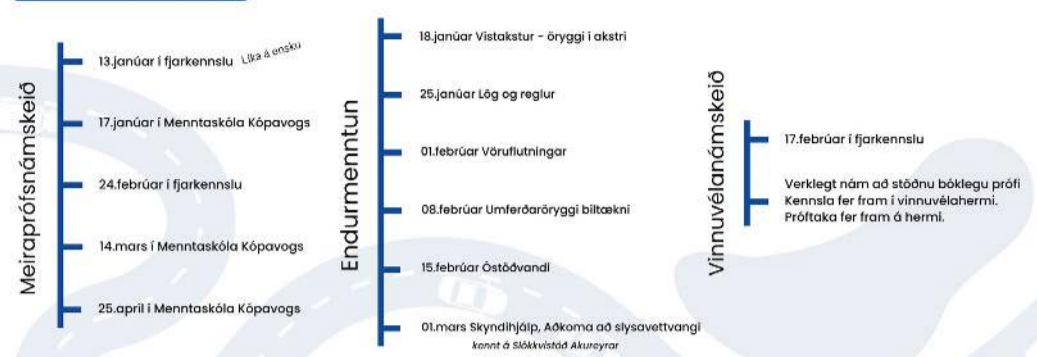 Meiraprófsnámskeið
13.janúar í fjarkennslu Líka á ensku
17.janúar í Menntaskóla Kópavogs
24.febrúar í fjarkennslu
14.mars í Menntaskóla Kópavogs
25.apríl í Menntaskóla Kópavogs
Endurmenntun
18.janúar Vistakstur - öryggi í akstri
25.janúar Lög og reglur
01.febrúar Vöruflutningar
08.febrúar Umferðaröryggi bíltækni
15.febrúar Óstöðvandi
01.mars Skyndihjálp, Aðkoma að slysavettvangi
kennt á Slökkvistöð Akureyrar
Vinnuvélanámskeið
17.febrúar í fjarkennslu
Verklegt nám að stöðnu bóklegu prófi
Kennsla fer fram í vinnuvélahermi.
Próftaka fer fram á hermi.